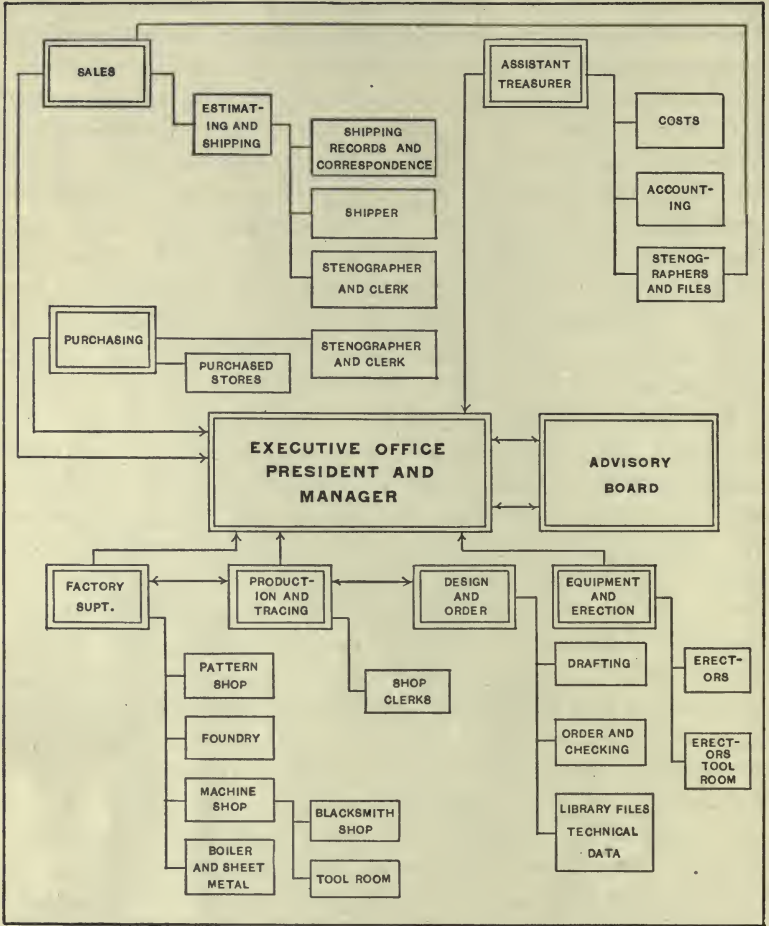 SALES
ASSISTANT
TREASURER
ESTIMAT-
ING AND
SHIPPING
SHIPPING
RECORDS AND
CORRESPONDENCE
SHIPPER
STENOGRAPHER
AND CLERK
COSTS
ACCOUNT-
ING
STENOG-
RAPHERS
AND FILES
PURCHASING
STENOGRAPHER
AND CLERK
PURCHASED
STORES
EXECUTIVE OFFICE
PRESIDENT AND
MANAGER
ADVISORY
BOARD
FACTORY
SUPT.
PRODUCT-
ION AND
TRACING
DESIGN
AND
ORDER
EQUIPMENT
AND
ERECTION
PATTERN
SHOP
FOUNDRY
MACHINE
SHOP
BOILER
AND SHEET
METAL
BLACKSMITH
SHOP
TOOL ROOM
SHOP
CLERKS
DRAFTING
ORDER AND
CHECKING
LIBRARY FILES
TECHNICAL
DATA
ERECT-
ORS
ERECT-
ORS
TOOL
ROOM